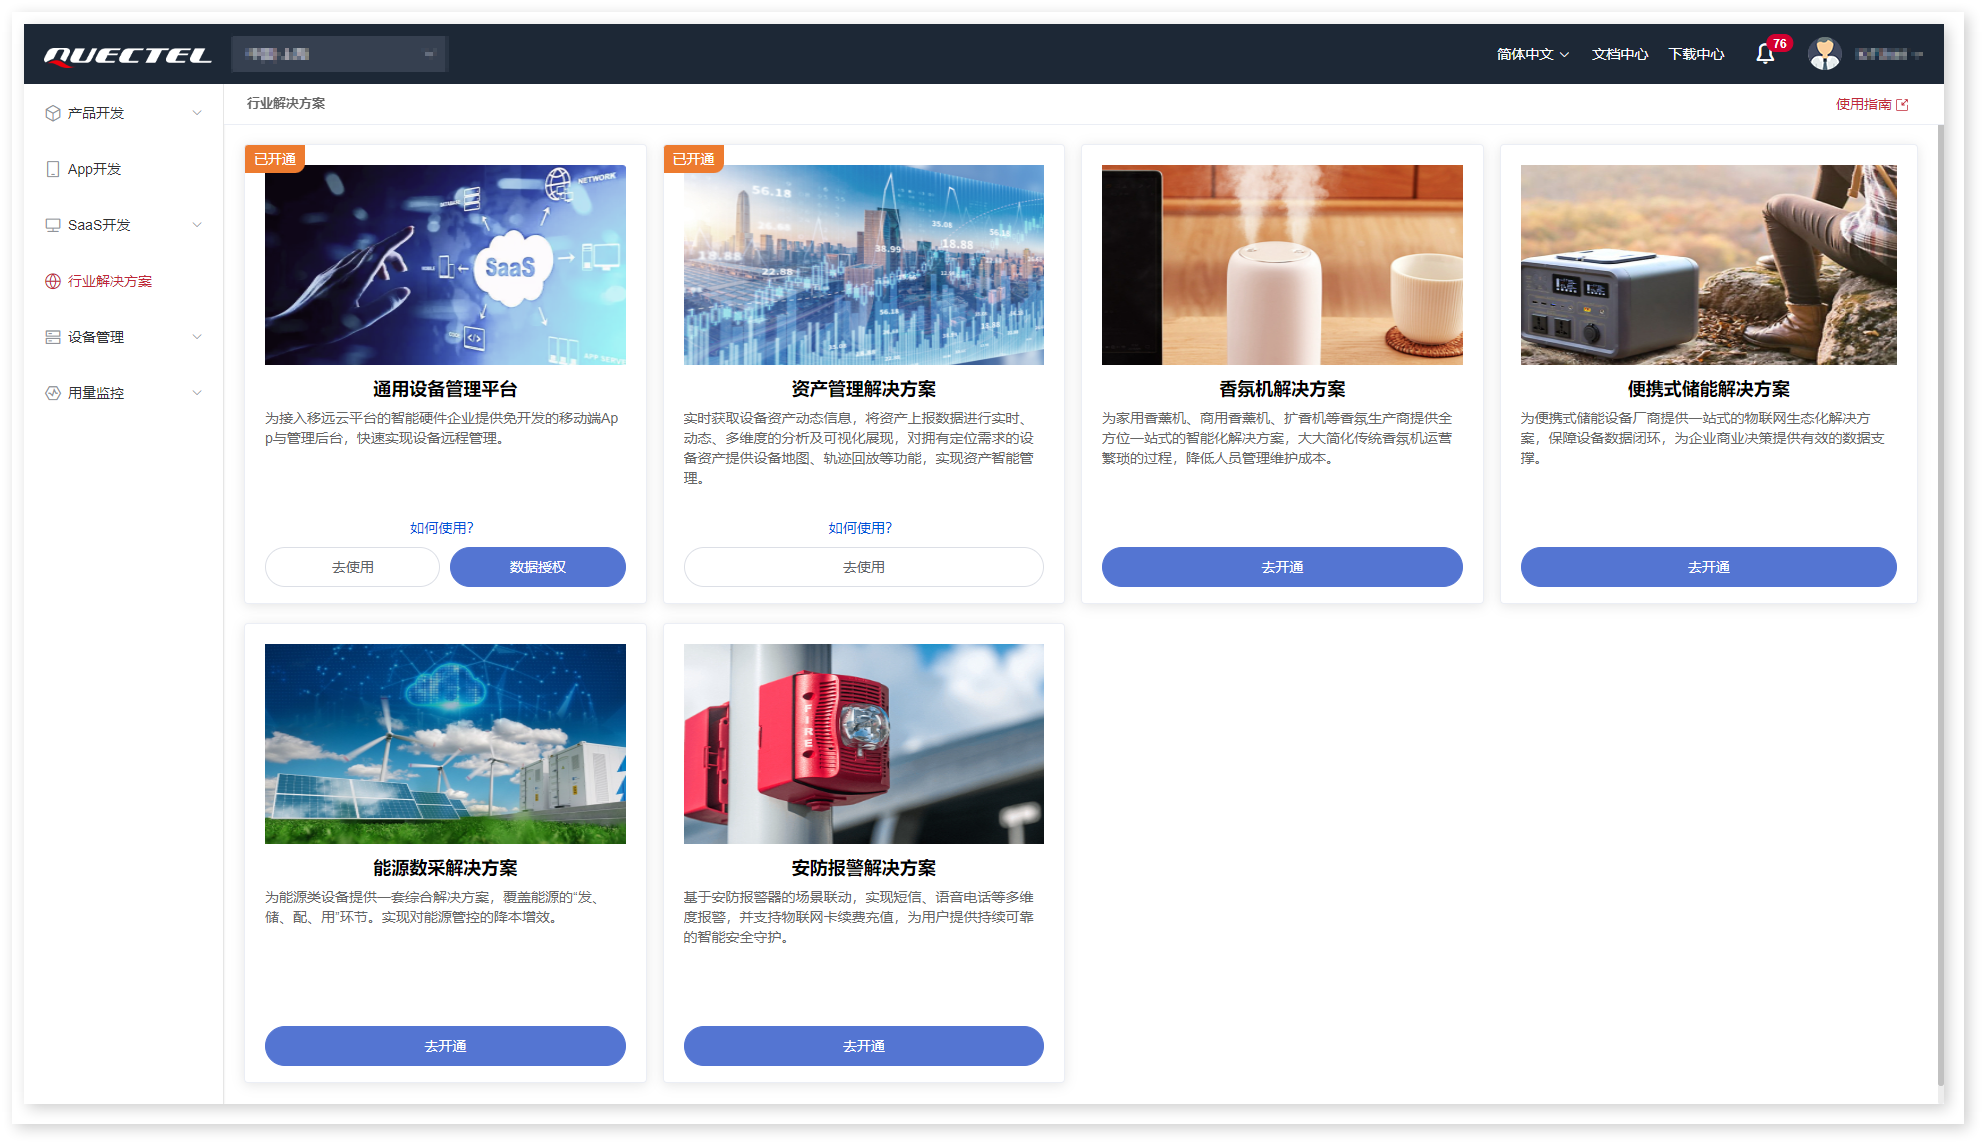 QUECTEL
简体中文 文档中心 下载中心 76
产品开发
App开发
SaaS开发
行业解决方案
设备管理
用量监控
行业解决方案
使用指南
已开通
NETWORK
SaaS
通用设备管理平台
为接入移远云平台的智能硬件企业提供免开发的移动端Ap
p与管理后台，快速实现设备远程管理。
如何使用?
去使用 数据授权
已开通
56.18
35.08
38.99
18.88
22.88
资产管理解决方案
实时获取设备资产动态信息，将资产上报数据进行实时、
动态、多维度的分析及可视化展现，对拥有定位需求的设
备资产提供设备地图、轨迹回放等功能，实现资产智能管
理。
如何使用?
去使用
香氛机解决方案
为家用香薰机、商用香薰机、扩香机等香氛生产商提供全
方位一站式的智能化解决方案，大大简化传统香氛机运营
繁琐的过程，降低人员管理维护成本。
去开通
便携式储能解决方案
为便携式储能设备厂商提供一站式的物联网生态化解决方
案，保障设备数据闭环，为企业商业决策提供有效的数据支
撑。
去开通
能源数采解决方案
为能源类设备提供一套综合解决方案，覆盖能源的“发、
储、配、用”环节。实现对能源管控的降本增效。
去开通
FIRE
安防报警解决方案
基于安防报警器的场景联动，实现短信、语音电话等多维
度报警，并支持物联网卡续费充值，为用户提供持续可靠
的智能安全守护。
去开通